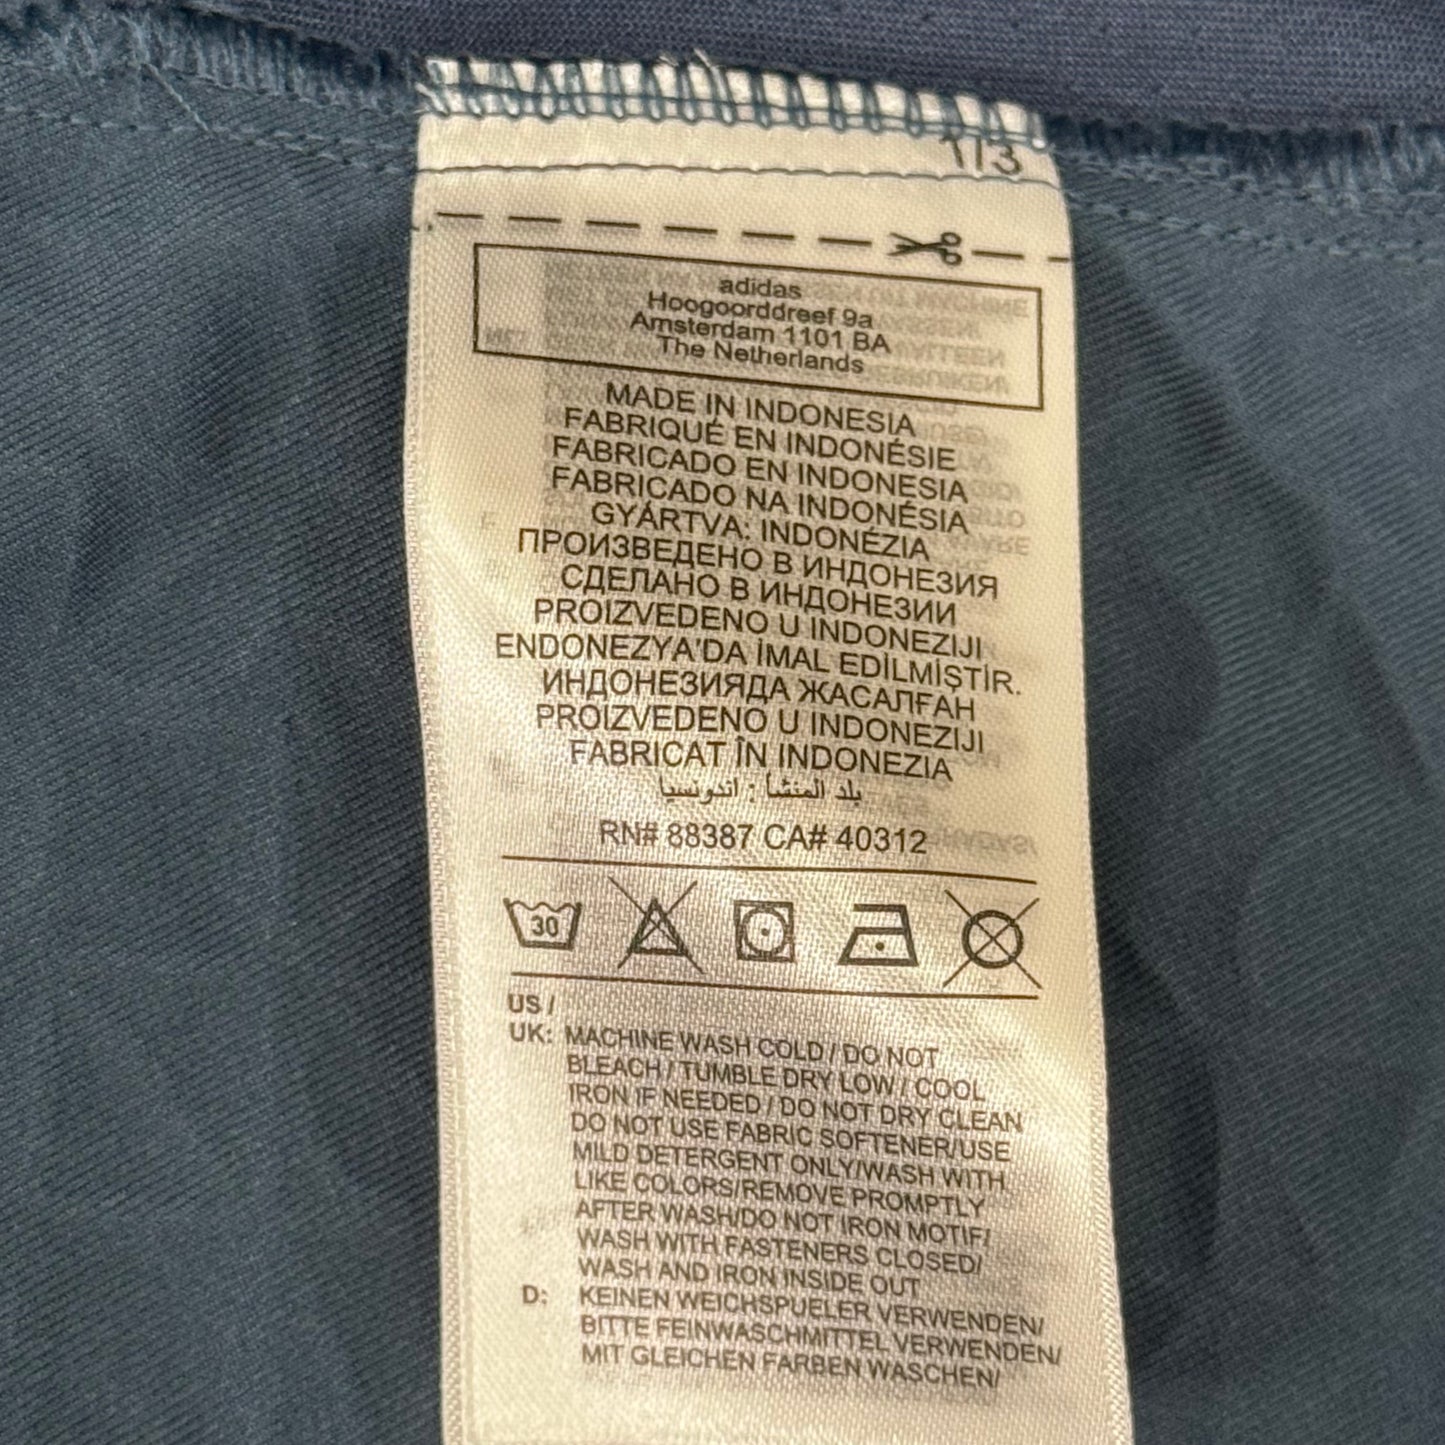 1/3
adidas
Hoogoorddreef 9a
Amsterdam 1101 BA
The Netherlands
MADE IN INDONESIA
FABRIQUÉ EN INDONÉSIE
FABRICADO EN INDONESIA
FABRICADO NA INDONÉSIA
GYÁRTVA: INDONÉZIA
ПРОИЗВЕДЕНО В ИНДОНЕЗИЯ
СДЕЛАНО В ИНДОНЕЗИИ
PROIZVEDENO U INDONEZIJI
ENDONEZYA'DA İMAL EDİLMİŞTİR.
ИНДОНЕЗИЯДА ЖАСАЛҒАН
PROIZVEDENO U INDONEZIJI
FABRICAT ÎN INDONEZIA
بلد المنشأ : اندونسيا
RN# 88387 CA# 40312
30
US /
UK: MACHINE WASH COLD / DO NOT
BLEACH / TUMBLE DRY LOW / COOL
IRON IF NEEDED / DO NOT DRY CLEAN
DO NOT USE FABRIC SOFTENER/USE
MILD DETERGENT ONLY/WASH WITH
LIKE COLORS/REMOVE PROMPTLY
AFTER WASH/DO NOT IRON MOTIF/
WASH WITH FASTENERS CLOSED/
WASH AND IRON INSIDE OUT
D: KEINEN WEICHSPUELER VERWENDEN/
BITTE FEINWASCHMITTEL VERWENDEN/
MIT GLEICHEN FARBEN WASCHEN/